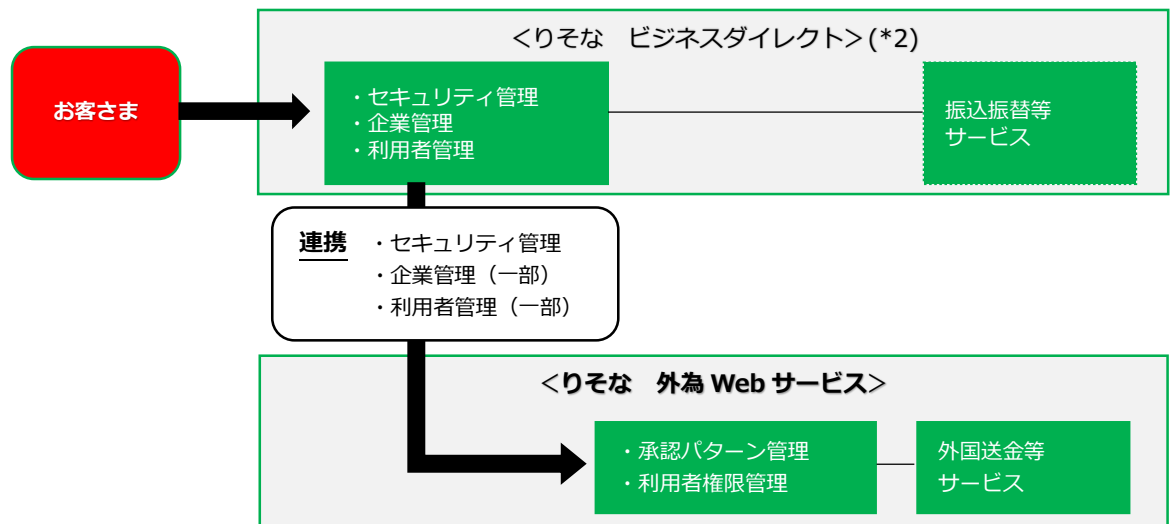 ＜りそな　ビジネスダイレクト＞(*2)
お客さま
・セキュリティ管理
・企業管理
・利用者管理
振込振替等
サービス
連携　・セキュリティ管理
・企業管理（一部）
・利用者管理（一部）
＜りそな　外為 Web サービス＞
・承認パターン管理
・利用者権限管理
外国送金等
サービス